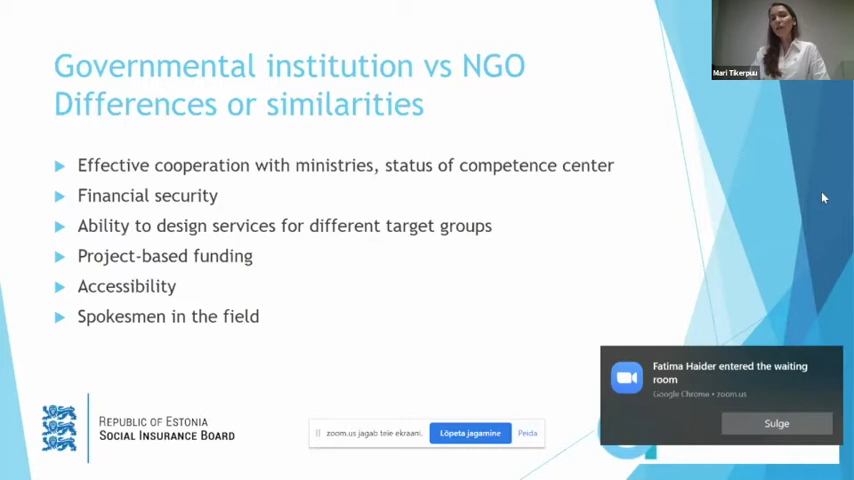 Mari Tikerpuu
Governmental institution vs NGO
Differences or similarities
Effective cooperation with ministries, status of competence center
Financial security
Ability to design services for different target groups
Project-based funding
Accessibility
Spokesmen in the field
Fatima Haider entered the waiting
room
Google Chrome • zoom.us
Sulge
REPUBLIC OF ESTONIA
SOCIAL INSURANCE BOARD
zoom.us jagab teie ekraani.
Lõpeta jagamine
Peida